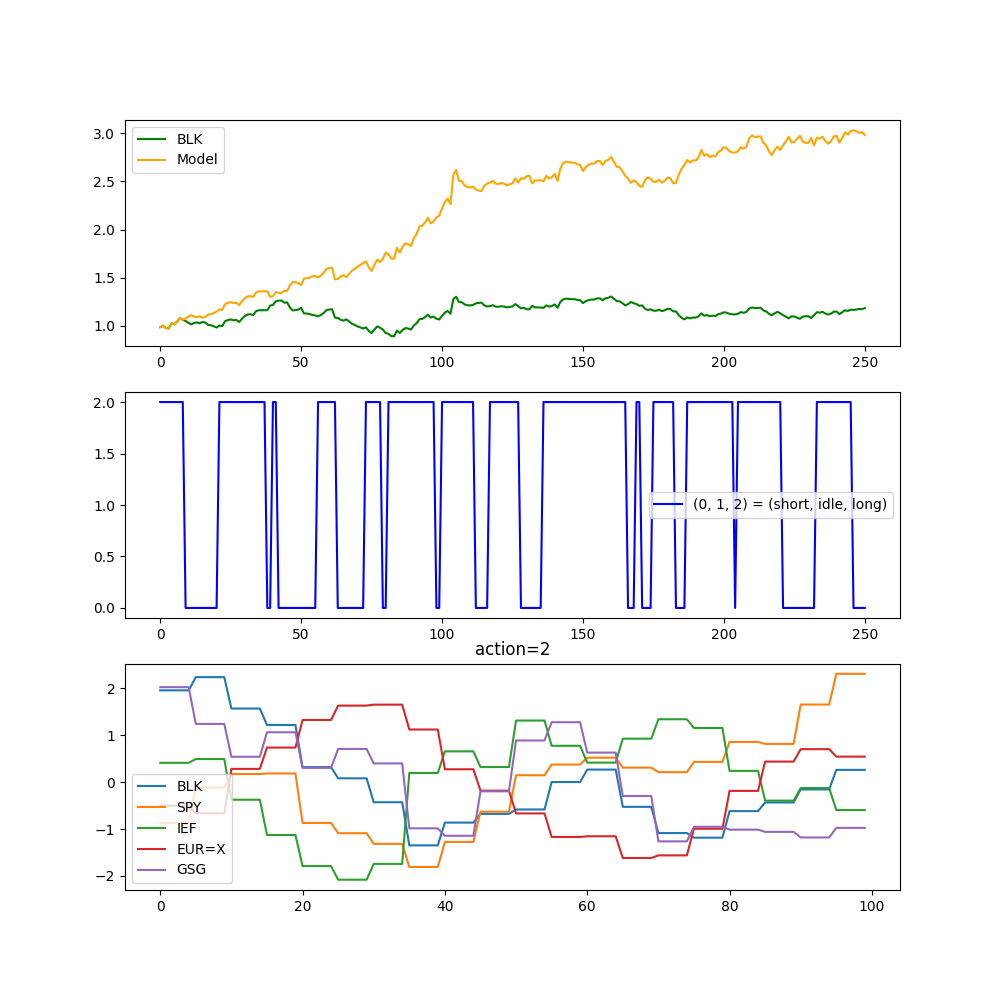 3.0
2.5
2.0
1.5
1.0
BLK
Model
0 50 100 150 200 250
2.0
1.5
1.0
0.5
0.0
(0, 1, 2) = (short, idle, long)
0 50 100 150 200 250
action=2
2
1
0
−1
−2
BLK
SPY
IEF
EUR=X
GSG
0 20 40 60 80 100